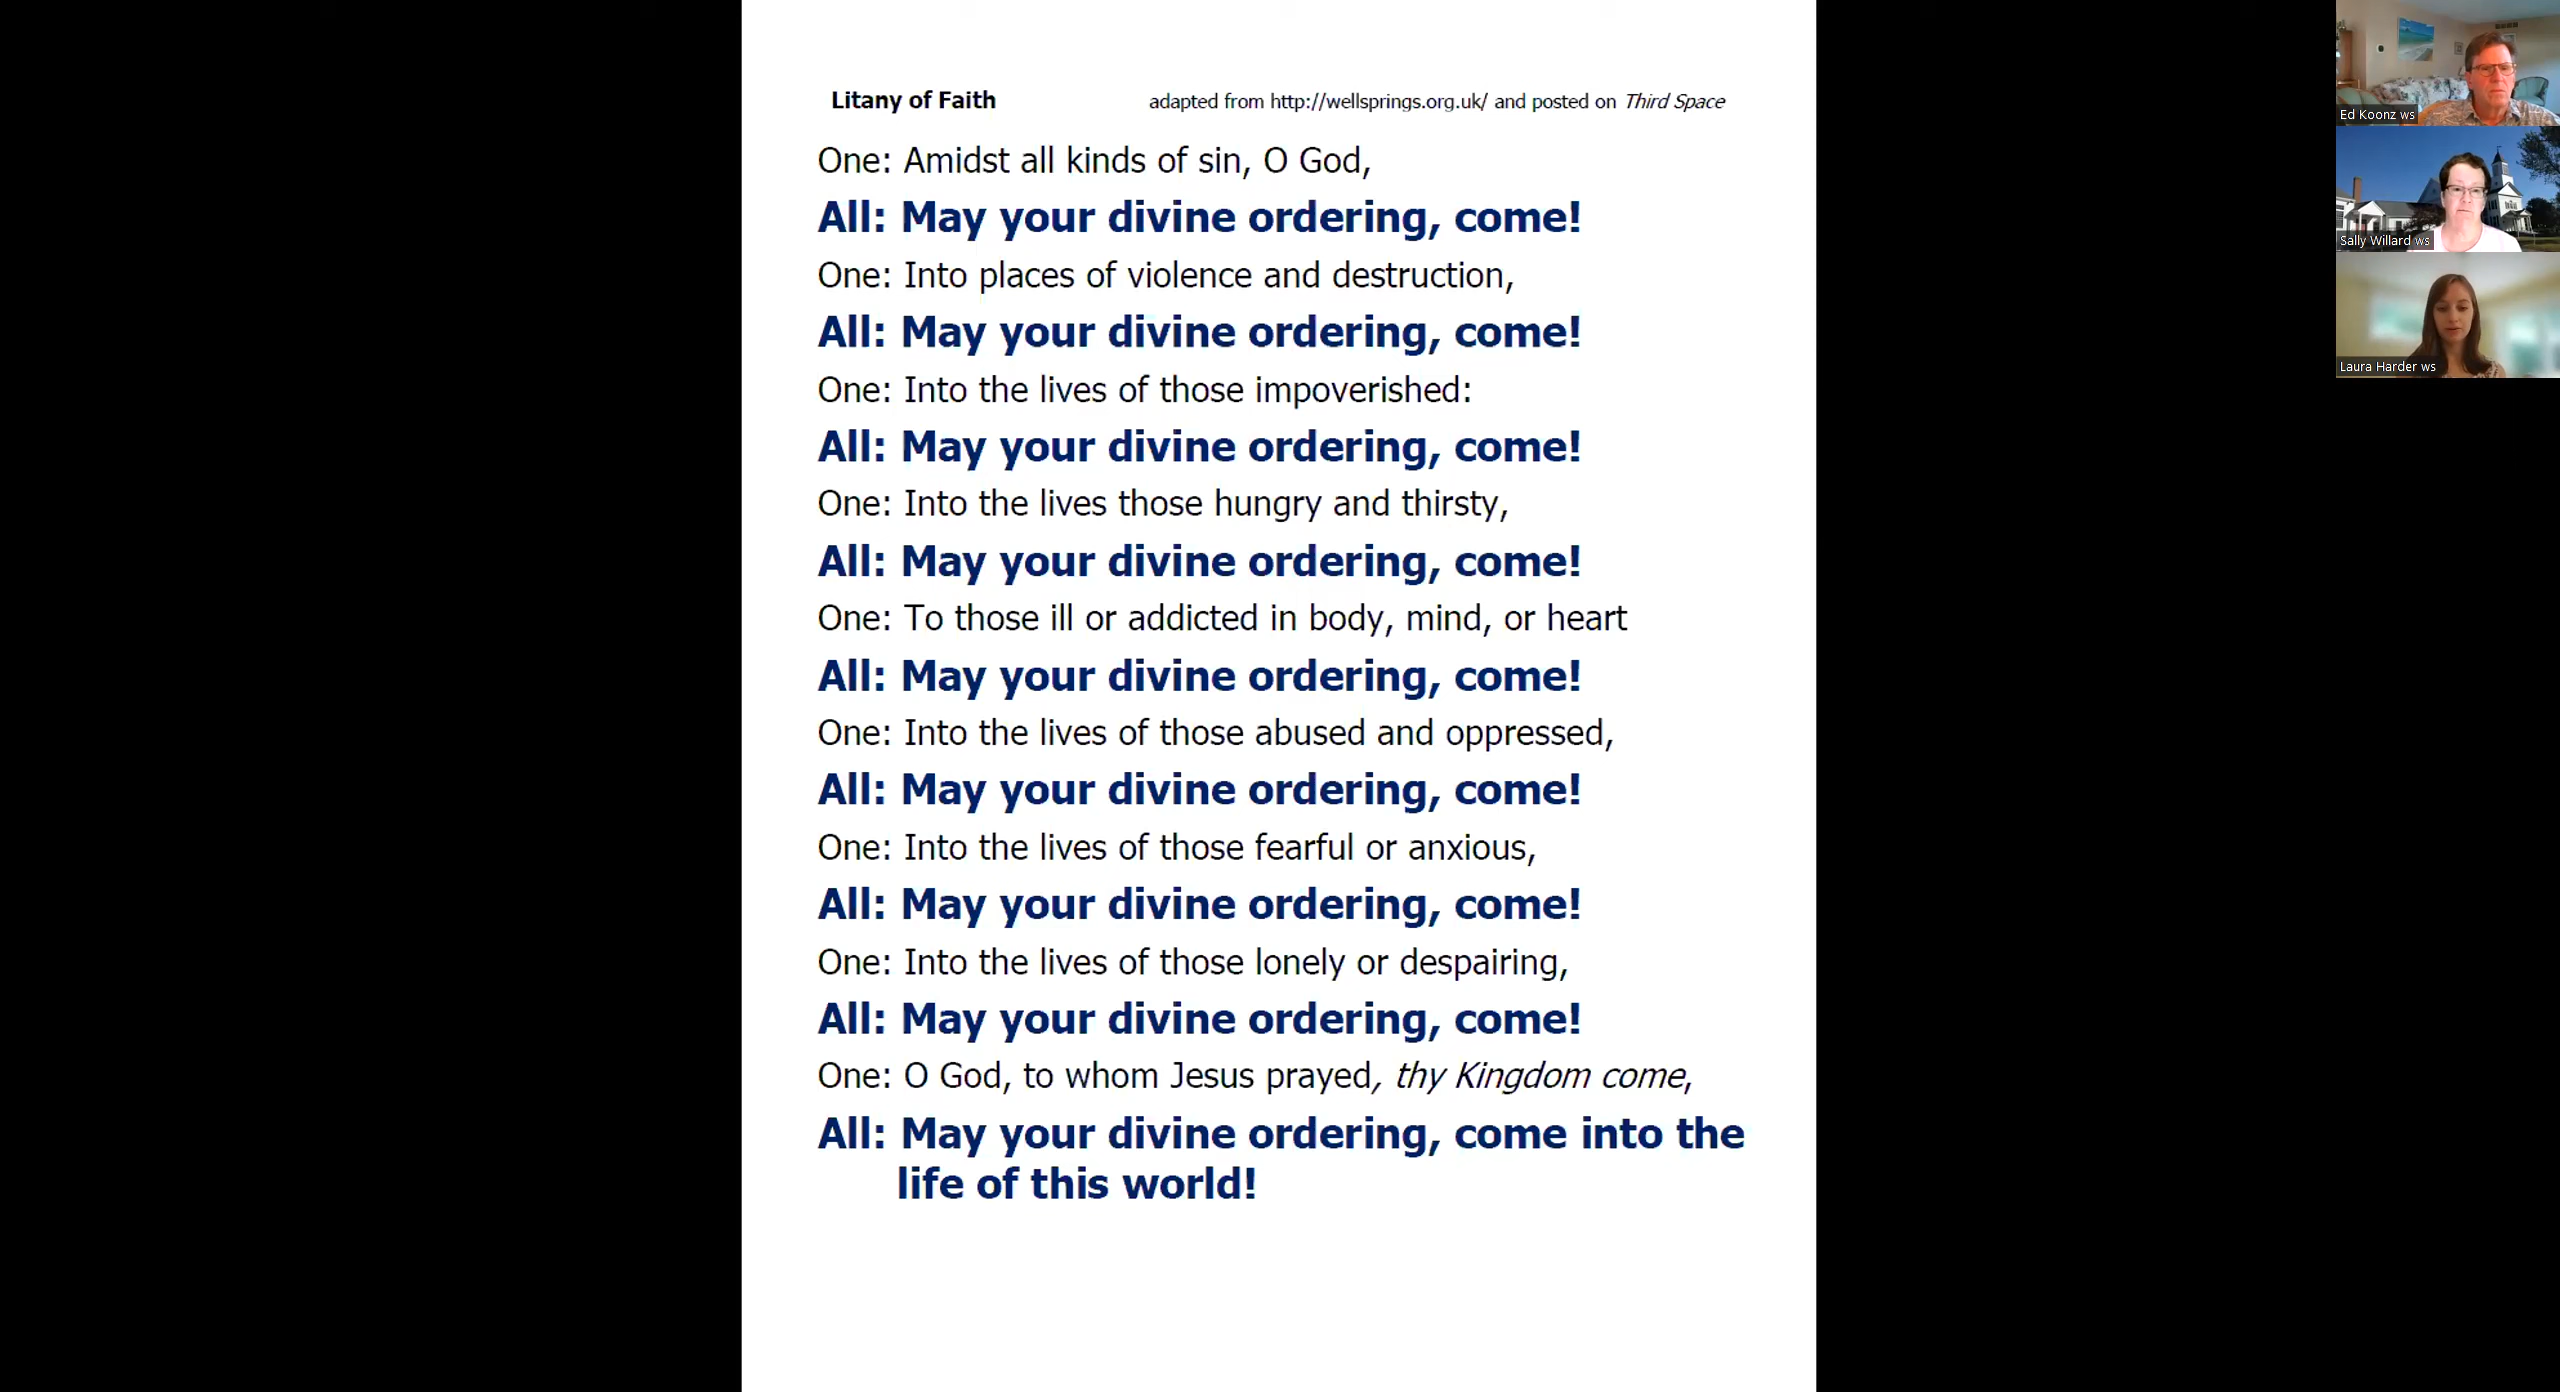 Litany of Faith adapted from http://wellsprings.org.uk/ and posted on Third Space
One: Amidst all kinds of sin, O God,
All: May your divine ordering, come!
One: Into places of violence and destruction,
All: May your divine ordering, come!
One: Into the lives of those impoverished:
All: May your divine ordering, come!
One: Into the lives those hungry and thirsty,
All: May your divine ordering, come!
One: To those ill or addicted in body, mind, or heart
All: May your divine ordering, come!
One: Into the lives of those abused and oppressed,
All: May your divine ordering, come!
One: Into the lives of those fearful or anxious,
All: May your divine ordering, come!
One: Into the lives of those lonely or despairing,
All: May your divine ordering, come!
One: O God, to whom Jesus prayed, thy Kingdom come,
All: May your divine ordering, come into the
life of this world!
Ed Koonz ws
Sally Willard ws
Laura Harder ws